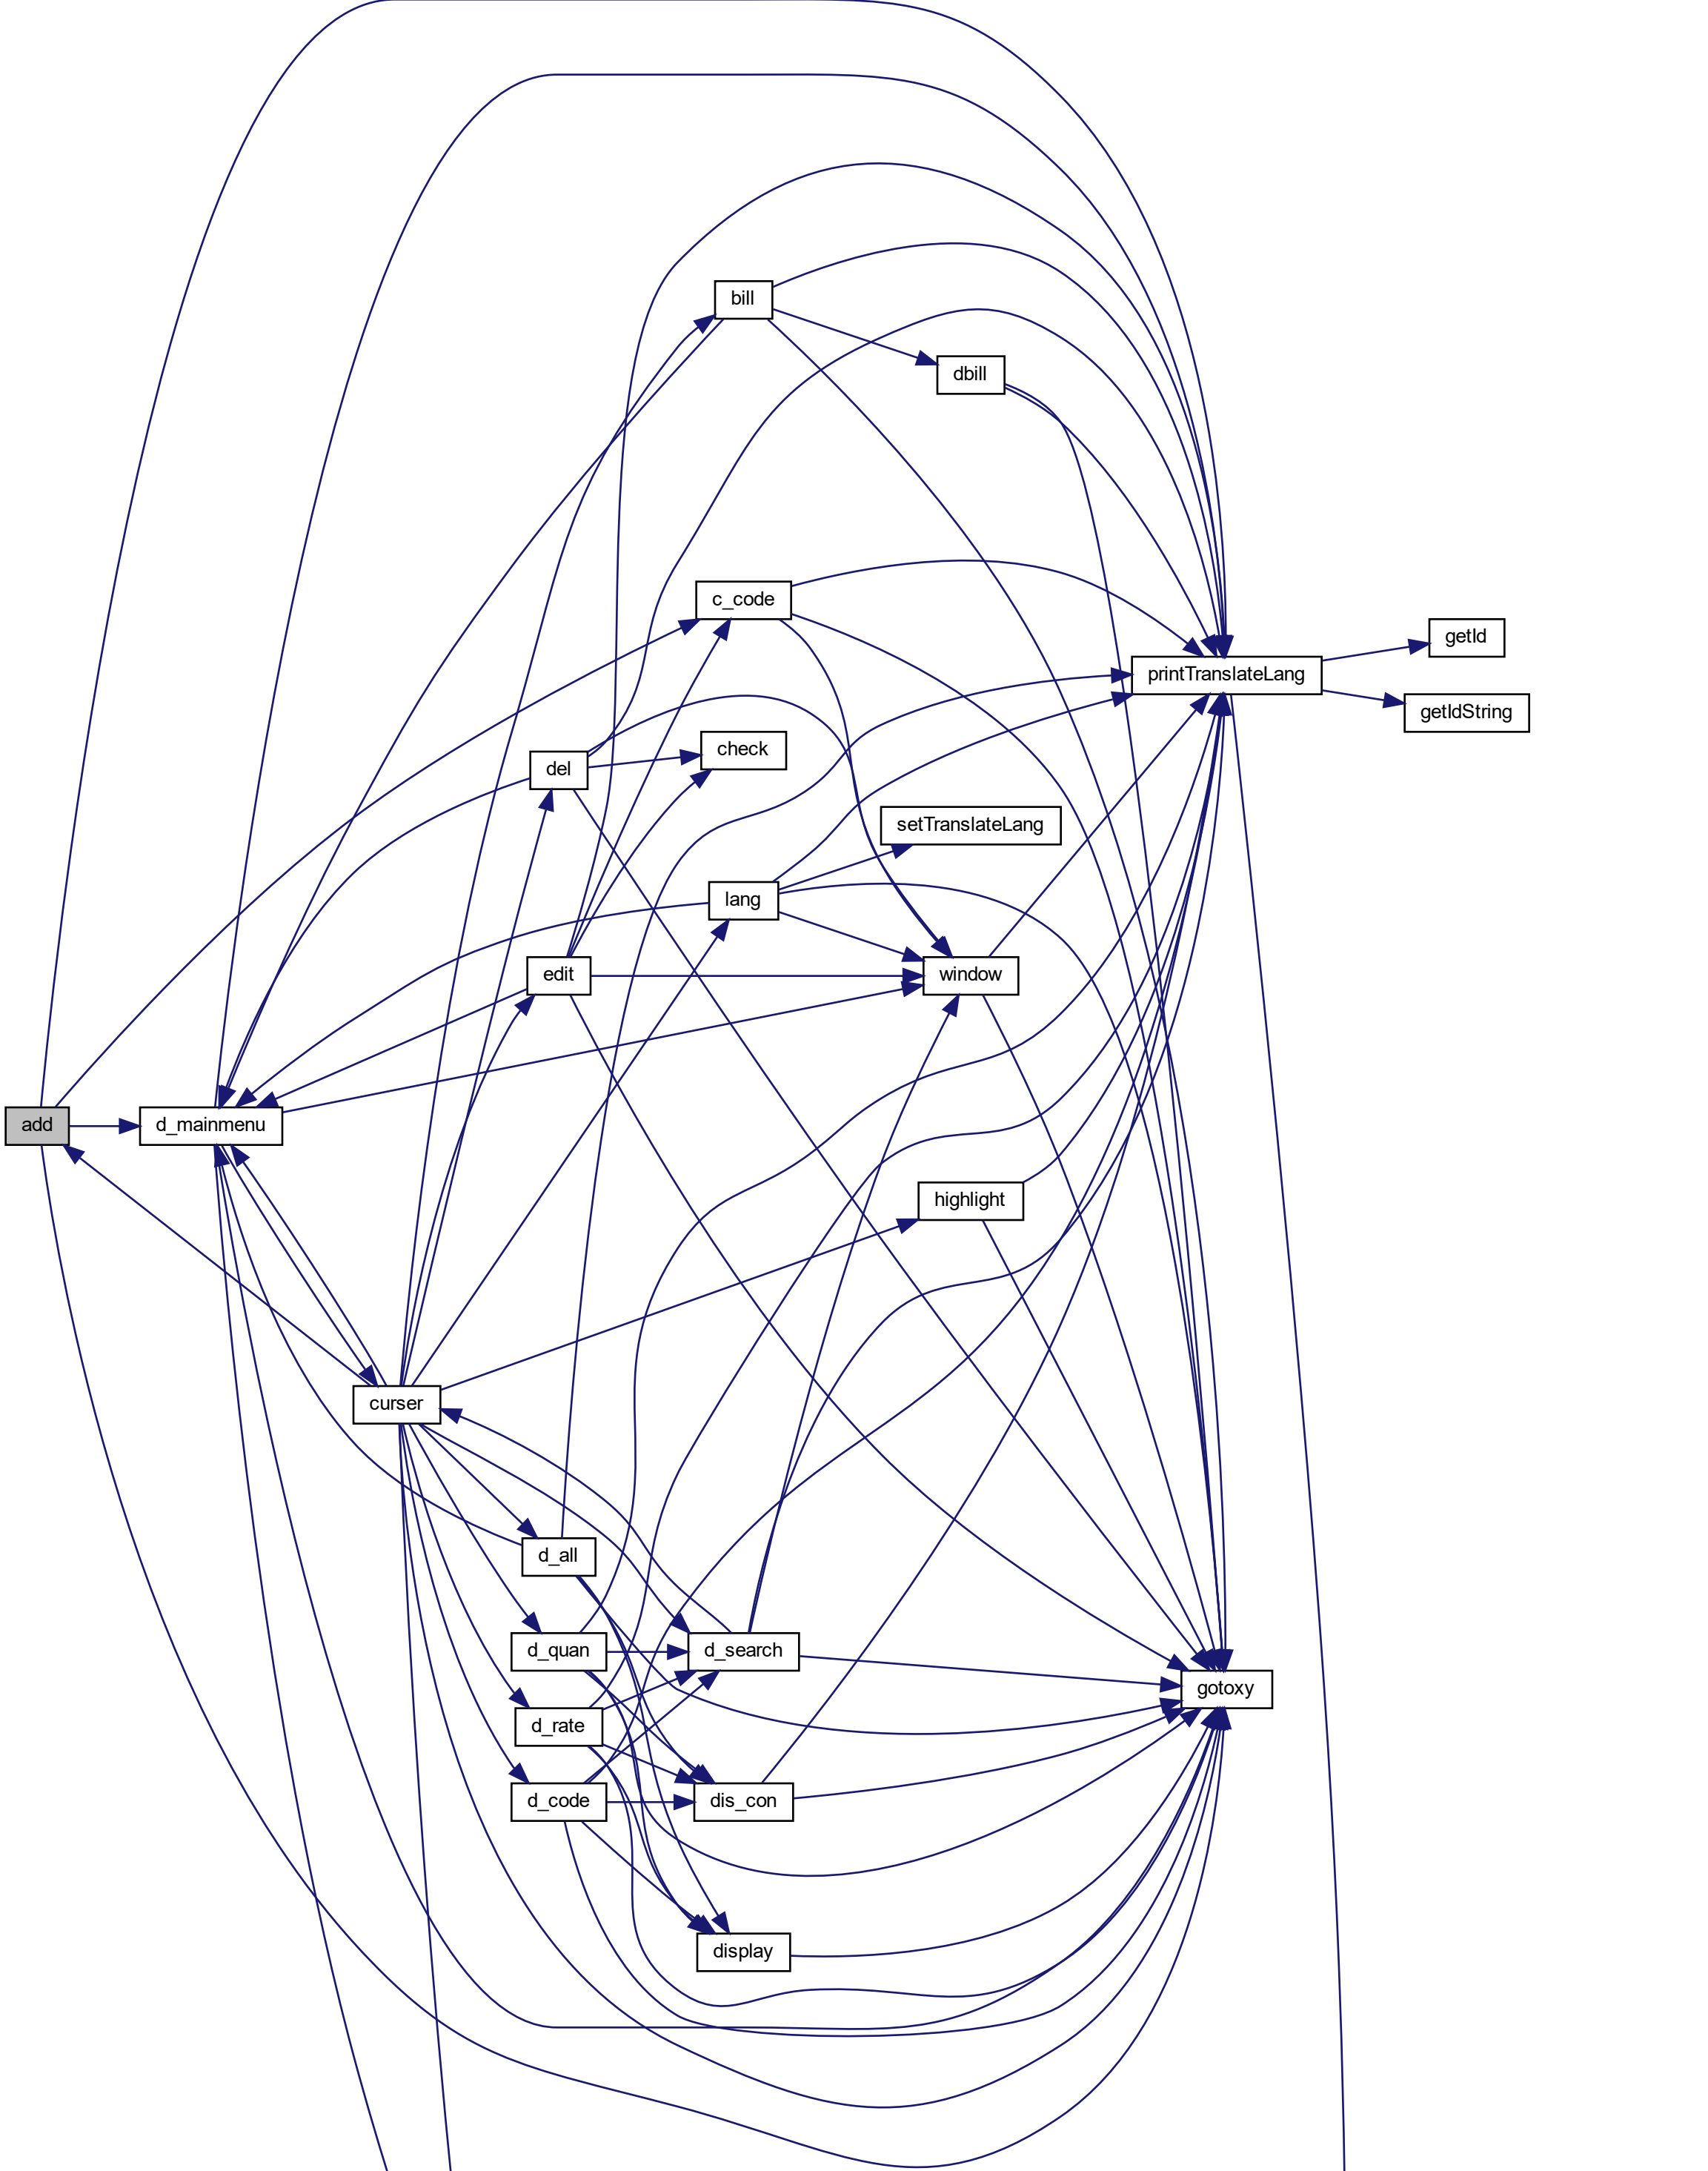 bill
dbill
c_code
getId
printTranslateLang
getIdString
check
del
setTranslateLang
lang
edit
window
add
d_mainmenu
highlight
curser
d_all
d_quan
d_search
gotoxy
d_rate
d_code
dis_con
display